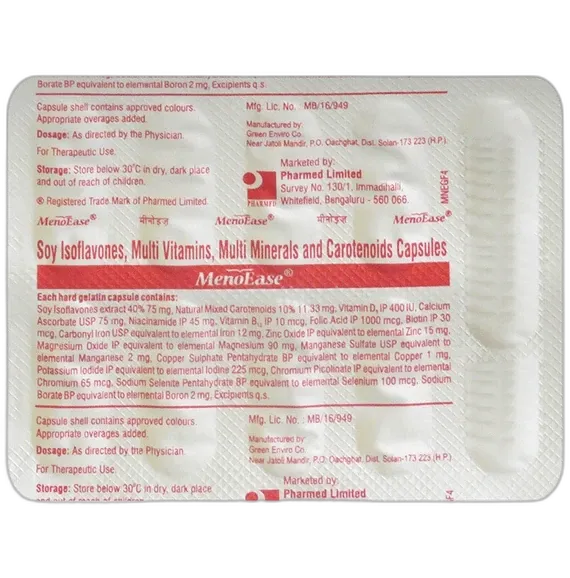 Borate BP equivalent to elemental Boron 2 mg, Excipients q.s.
Capsule shell contains approved colours.
Appropriate overages added.
Dosage: As directed by the Physician.
For Therapeutic Use.
Storage: Store below 30°C in dry, dark place
and out of reach of children.
® Registered Trade Mark of Pharmed Limited.
Mfg. Lic. No. MB/16/949
Manufactured by:
Green Enviro Co.
Near Jatoli Mandir, P.O. Oachghat, Dist. Solan-173 223 (H.P.)
Marketed by:
Pharmed Limited
Survey No. 130/1, Immadihalli,
Whitefield, Bengaluru - 560 066.
PHARMED
MNEGF4
MenoEase® मीनोइज़ MenoEase® मीनोइज़ MenoEase®
Soy Isoflavones, Multi Vitamins, Multi Minerals and Carotenoids Capsules
MenoEase®
Each hard gelatin capsule contains:
Soy Isoflavones extract 40% 75 mg, Natural Mixed Carotenoids 10% 11.33 mg, Vitamin D₃ IP 400 IU, Calcium
Ascorbate USP 75 mg, Niacinamide IP 45 mg, Vitamin B₁₂ IP 10 mcg, Folic Acid IP 1000 mcg, Biotin IP 30
mcg, Carbonyl Iron USP equivalent to elemental Iron 12 mg, Zinc Oxide IP equivalent to elemental Zinc 15 mg,
Magnesium Oxide IP equivalent to elemental Magnesium 90 mg, Manganese Sulfate USP equivalent to
elemental Manganese 2 mg, Copper Sulphate Pentahydrate BP equivalent to elemental Copper 1 mg,
Potassium Iodide IP equivalent to elemental Iodine 225 mcg, Chromium Picolinate IP equivalent to elemental
Chromium 65 mcg, Sodium Selenite Pentahydrate BP equivalent to elemental Selenium 100 mcg, Sodium
Borate BP equivalent to elemental Boron 2 mg, Excipients q.s.
Capsule shell contains approved colours.
Appropriate overages added.
Dosage: As directed by the Physician.
For Therapeutic Use.
Storage: Store below 30°C in dry, dark place
Mfg. Lic. No. : MB/16/949
Manufactured by:
Green Enviro Co.
Near Jatoli Mandir, P.O. Oachghat, Dist. Solan-173 223 (H.P.)
Marketed by:
Pharmed Limited